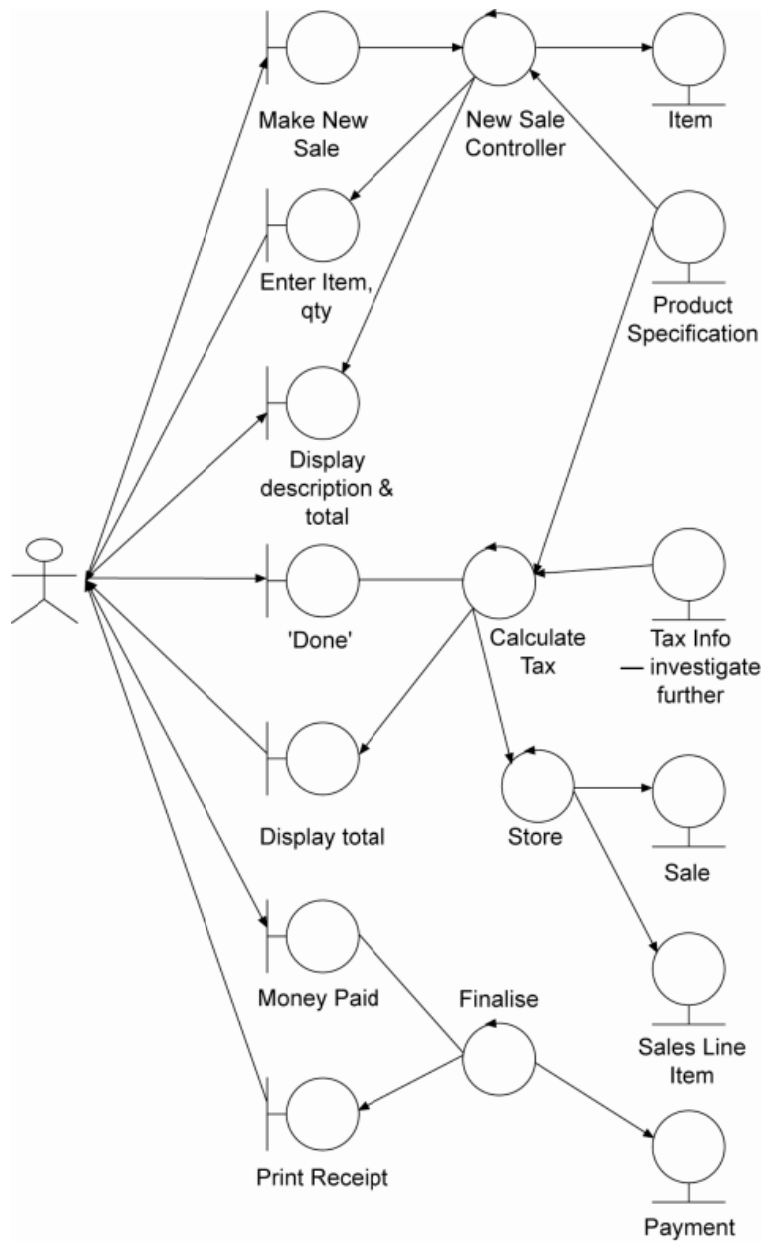 Make New
Sale
New Sale
Controller
Item
Enter Item,
qty
Product
Specification
Display
description &
total
'Done'
Calculate
Tax
Tax Info
— investigate
further
Display total
Store
Sale
Money Paid
Finalise
Sales Line
Item
Print Receipt
Payment